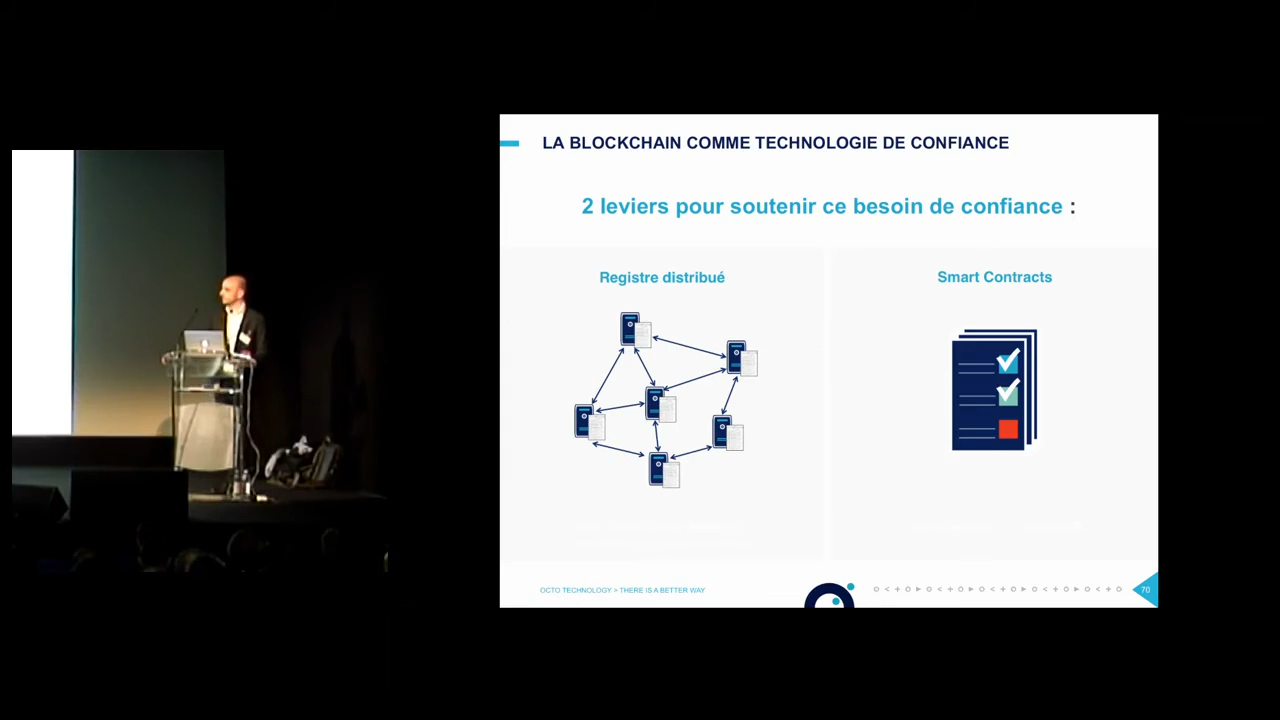 LA BLOCKCHAIN COMME TECHNOLOGIE DE CONFIANCE
2 leviers pour soutenir ce besoin de confiance :
Registre distribué
Smart Contracts
OCTO TECHNOLOGY > THERE IS A BETTER WAY
70